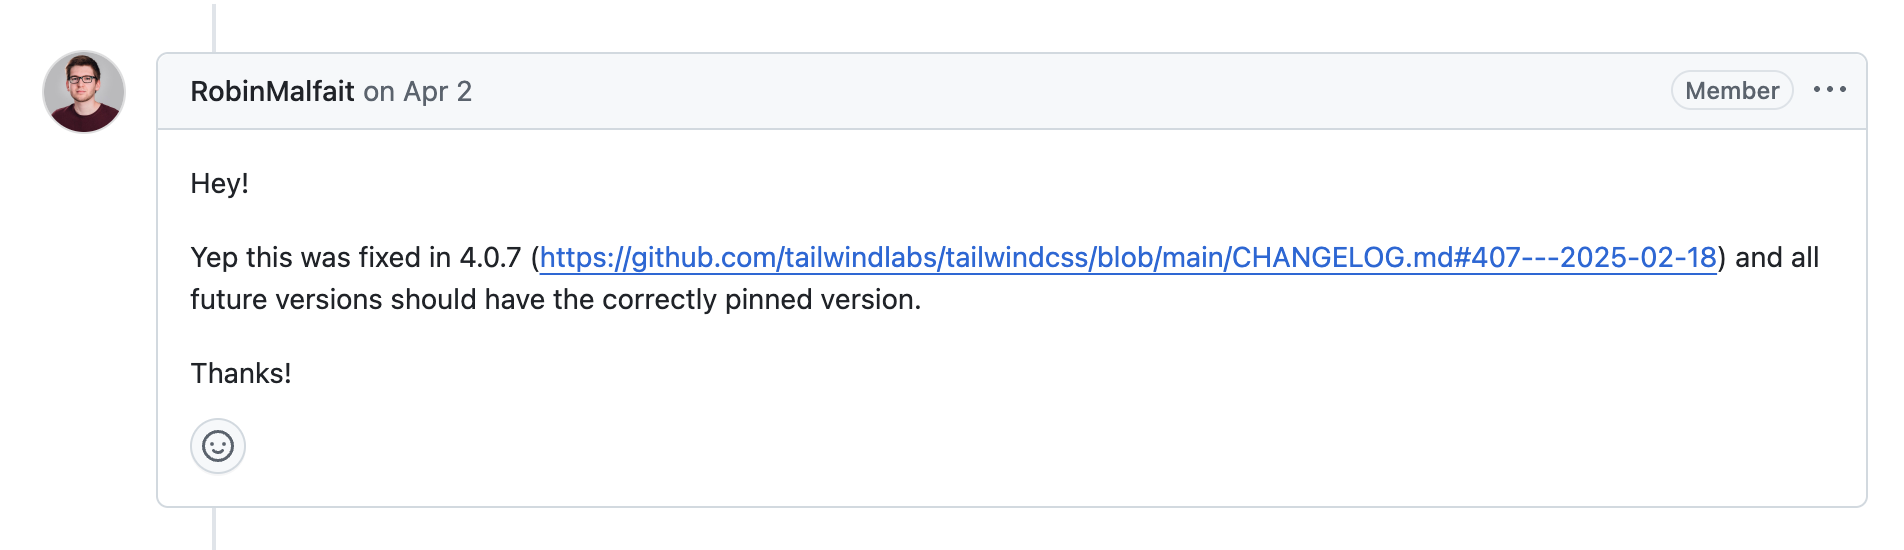 RobinMalfait on Apr 2
Member
Hey!
Yep this was fixed in 4.0.7 (https://github.com/tailwindlabs/tailwindcss/blob/main/CHANGELOG.md#407---2025-02-18) and all
future versions should have the correctly pinned version.
Thanks!